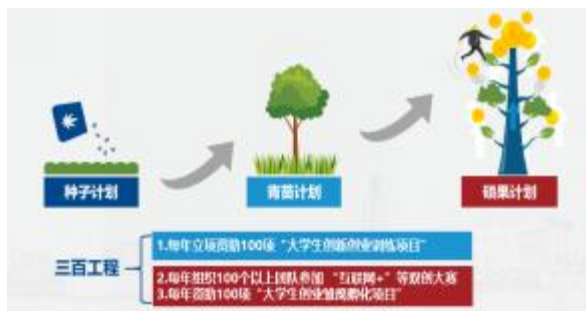 种子计划
青苗计划
硕果计划
三百工程
1.每年立项资助100项“大学生创新创业训练项目”
2.每年组织100个以上团队参加“互联网+”等双创大赛
3.每年资助100项“大学生创业雏鹰孵化项目”